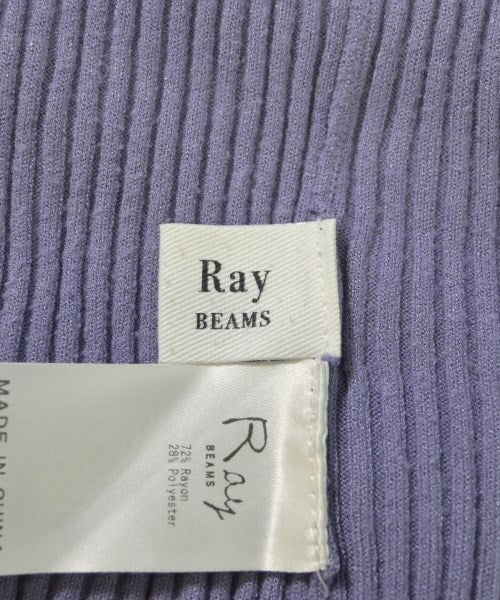 Ray
BEAMS
Ray
BEAMS
72% Rayon
28% Polyester
MADE IN CHINA